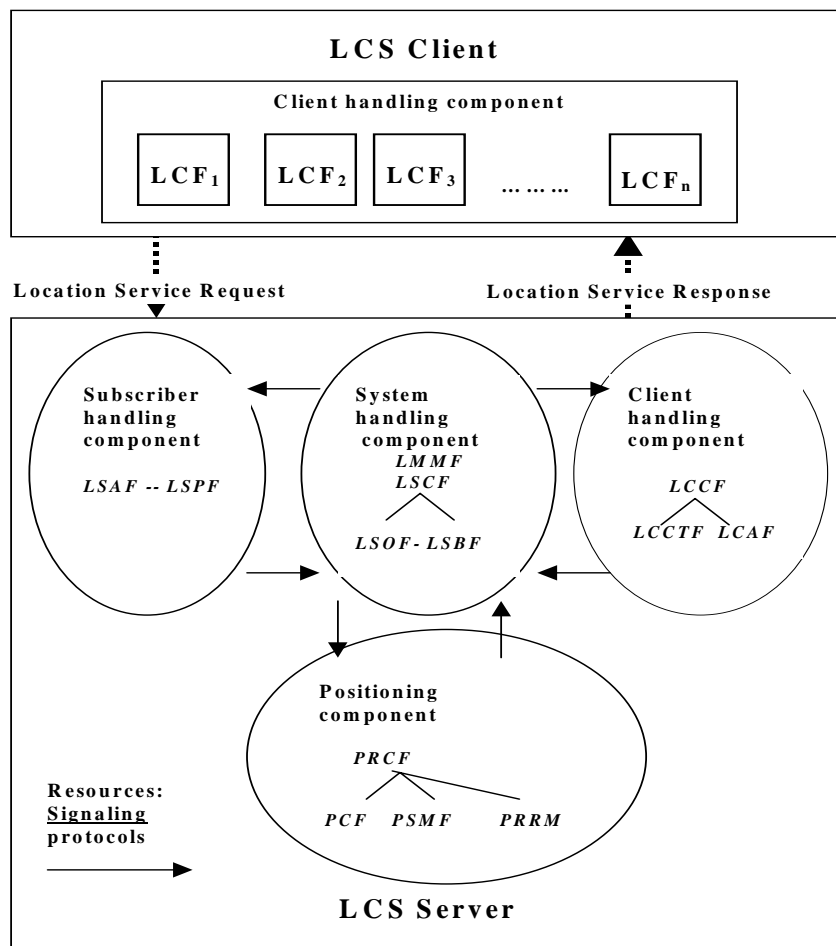 LCS Client
Client handling component
LCF1 LCF2 LCF3 ... ... ... LCFn
Location Service Request
Location Service Response
Subscriber
handling
component
LSAF -- LSPF
System
handling
component
LMMF
LSCF
LSOF - LSBF
Client
handling
component
LCCF
LCCTF LCAF
Positioning
component
PRCF
PCF PSMF PRRM
Resources:
Signaling
protocols
LCS Server